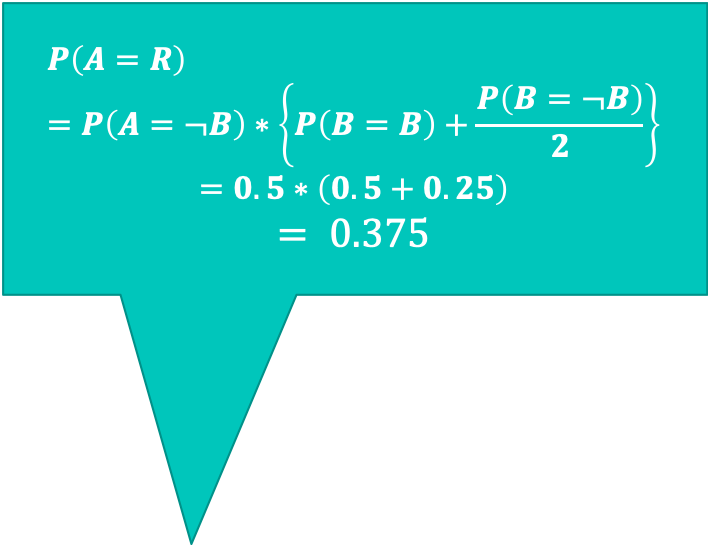 P(A = R)
= P(A = ¬B) * {P(B = B) + P(B = ¬B)/2}
= 0.5 * (0.5 + 0.25)
= 0.375